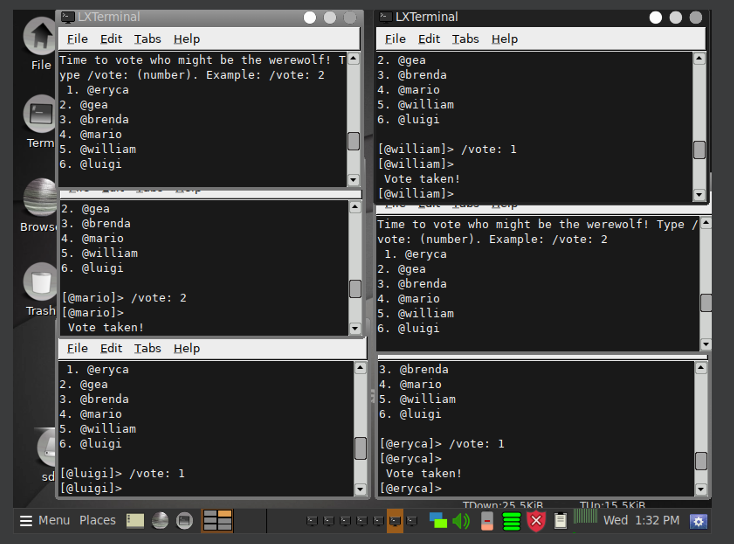 LXTerminal
File Edit Tabs Help
Time to vote who might be the werewolf! T
ype /vote: (number). Example: /vote: 2
1. @eryca
2. @gea
3. @brenda
4. @mario
5. @william
6. @luigi
2. @gea
3. @brenda
4. @mario
5. @william
6. @luigi
[@mario]> /vote: 2
[@mario]>
Vote taken!
File Edit Tabs Help
1. @eryca
2. @gea
3. @brenda
4. @mario
5. @william
6. @luigi
[@luigi]> /vote: 1
[@luigi]>
LXTerminal
File Edit Tabs Help
2. @gea
3. @brenda
4. @mario
5. @william
6. @luigi
[@william]> /vote: 1
[@william]>
Vote taken!
[@william]>
Time to vote who might be the werewolf! Type /
vote: (number). Example: /vote: 2
1. @eryca
2. @gea
3. @brenda
4. @mario
5. @william
6. @luigi
3. @brenda
4. @mario
5. @william
6. @luigi
[@eryca]> /vote: 1
[@eryca]>
Vote taken!
[@eryca]>
File
Term
Brows
Trash
sd
TDown:25.5KiB TUp:15.5KiB
Menu Places
Wed 1:32 PM